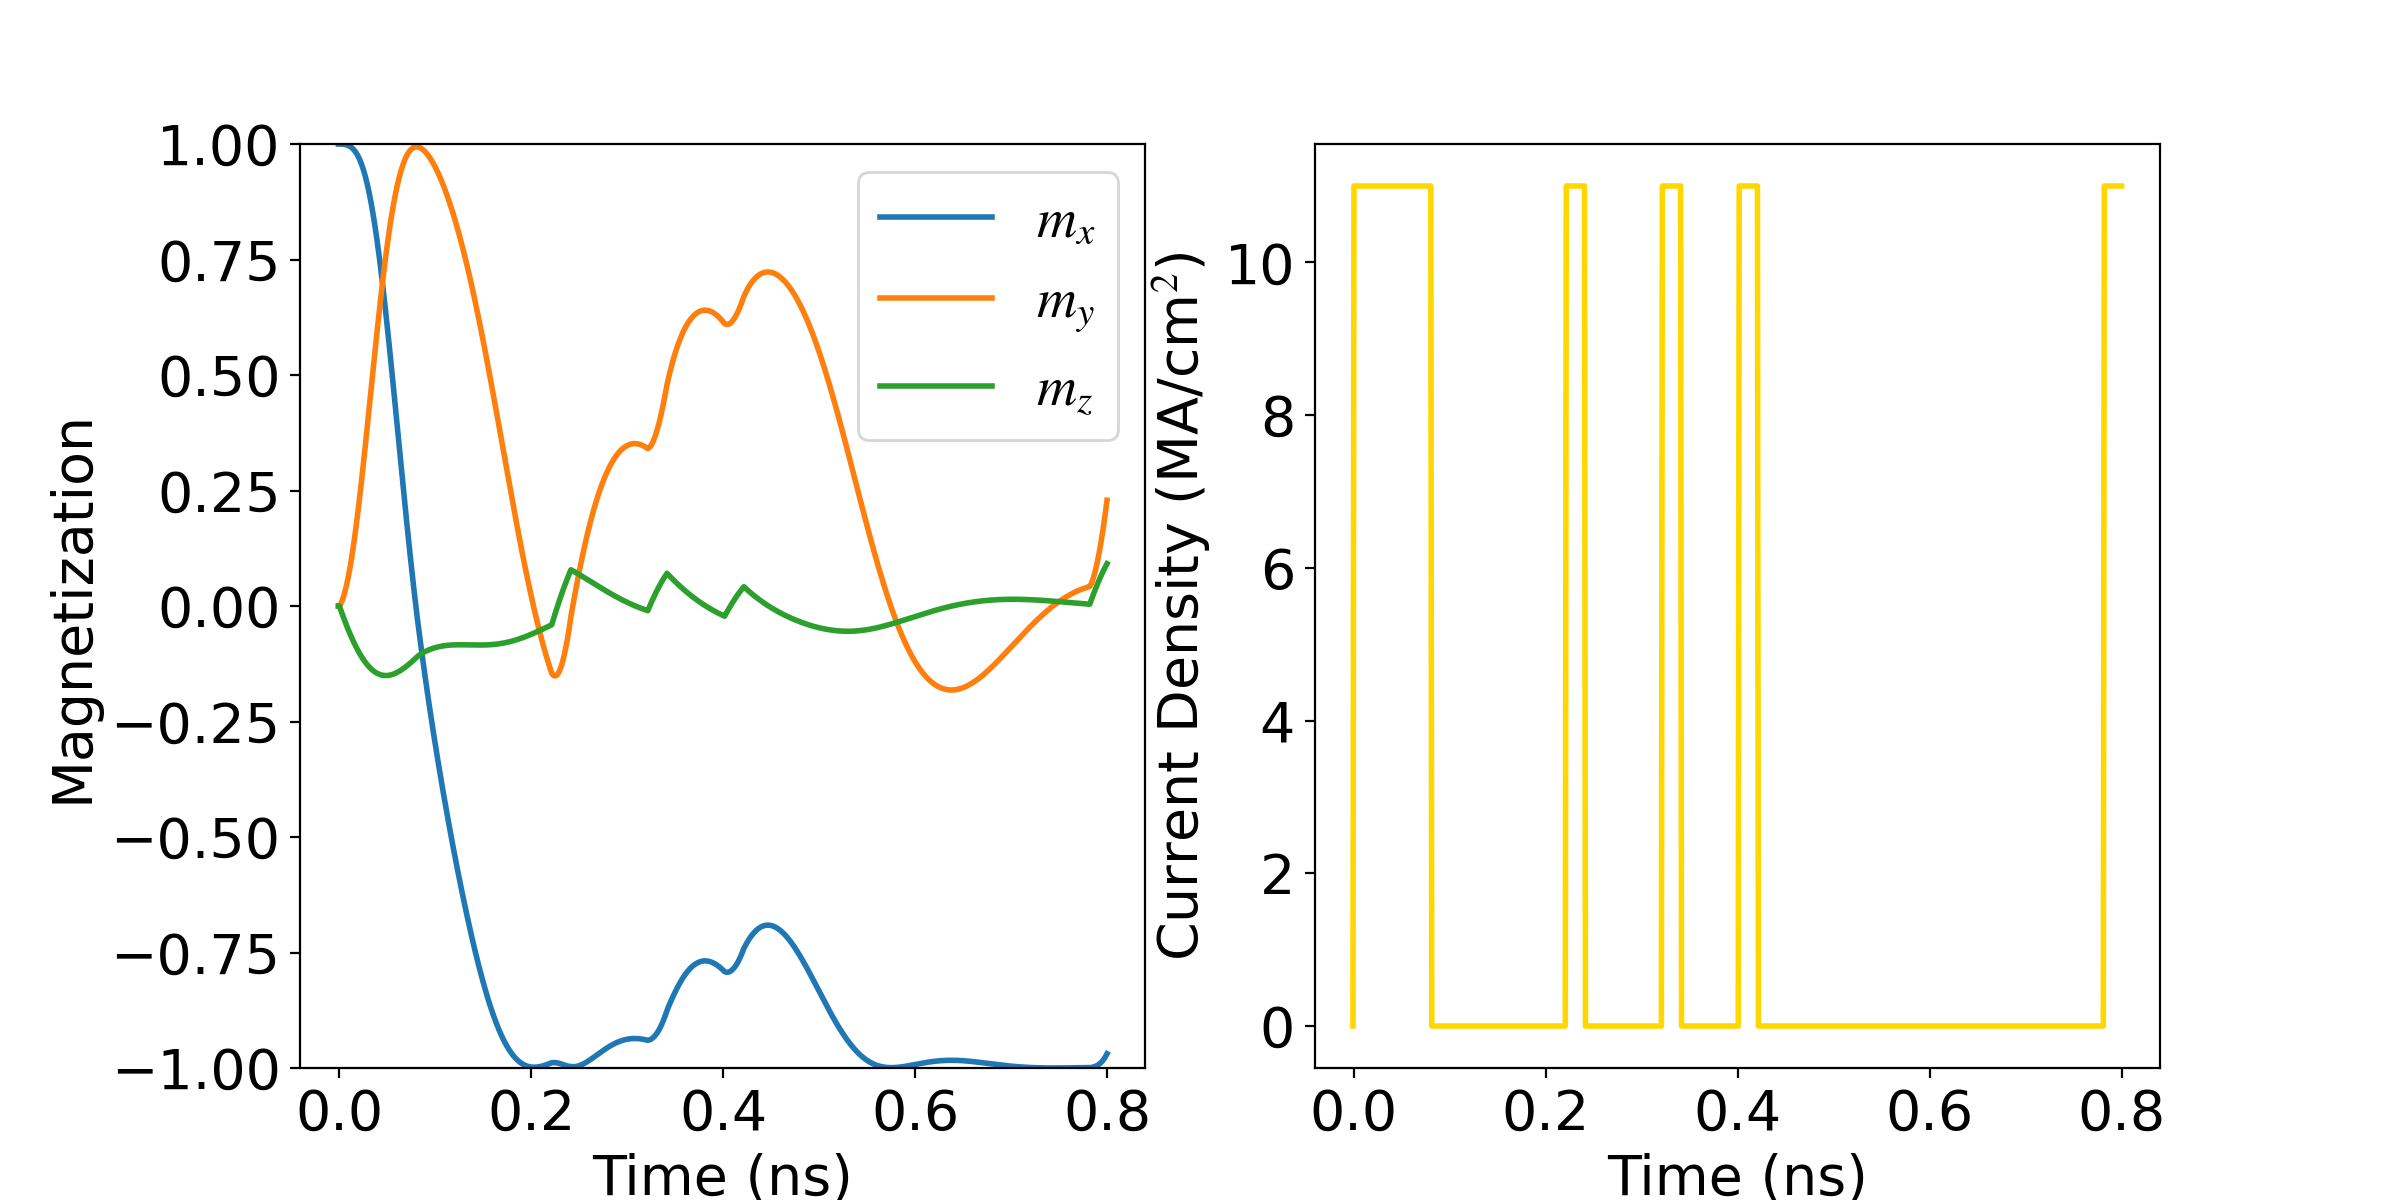 Magnetization
1.00
0.75
0.50
0.25
0.00
−0.25
−0.50
−0.75
−1.00
0.0 0.2 0.4 0.6 0.8
Time (ns)
m_x
m_y
m_z
Current Density (MA/cm²)
10
8
6
4
2
0
0.0 0.2 0.4 0.6 0.8
Time (ns)